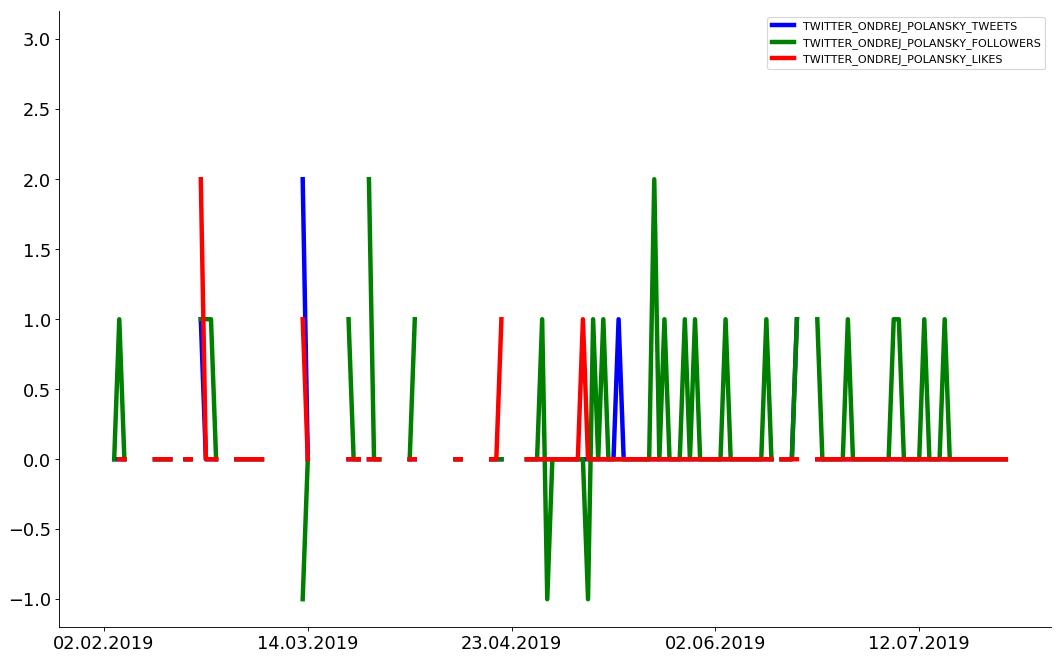 TWITTER_ONDREJ_POLANSKY_TWEETS
TWITTER_ONDREJ_POLANSKY_FOLLOWERS
TWITTER_ONDREJ_POLANSKY_LIKES
3.0
2.5
2.0
1.5
1.0
0.5
0.0
−0.5
−1.0
02.02.2019 14.03.2019 23.04.2019 02.06.2019 12.07.2019